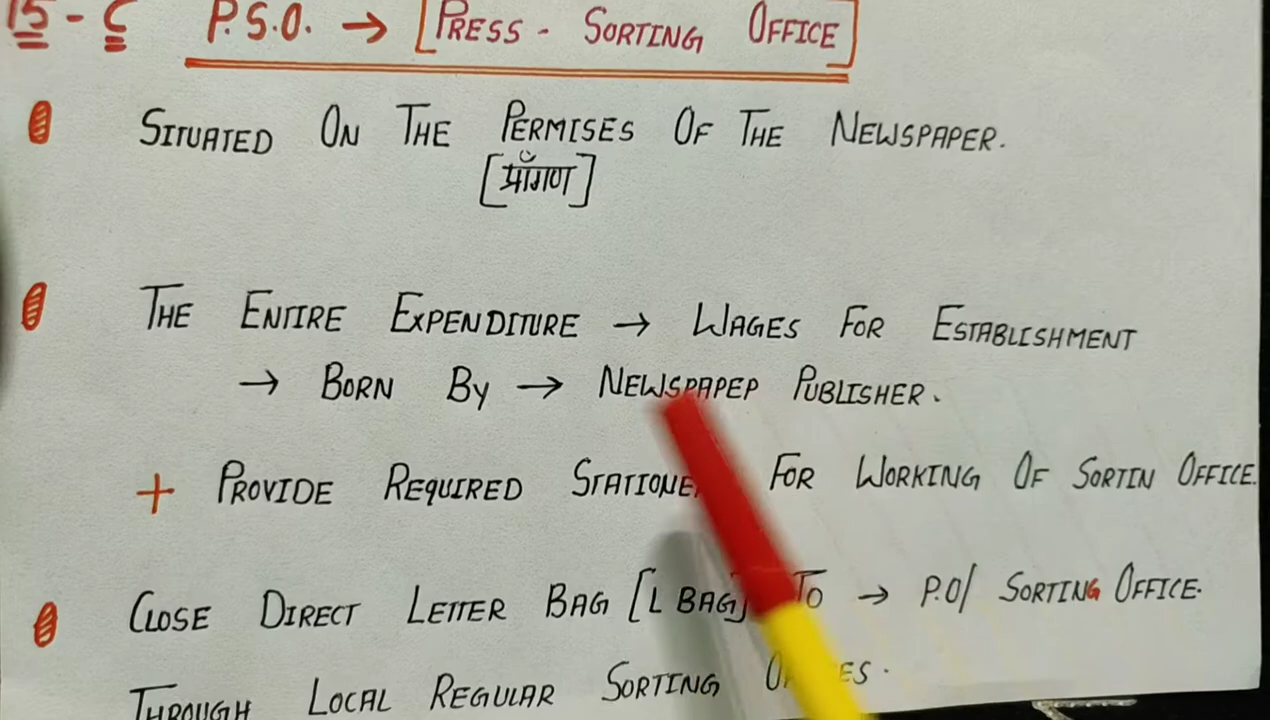 15 - C P.S.O. → [PRESS - SORTING OFFICE]
SITUATED ON THE PERMISES OF THE NEWSPAPER.
[प्राँगण]
THE ENTIRE EXPENDITURE → WAGES FOR ESTABLISHMENT
→ BORN BY → NEWSPAPEP PUBLISHER.
+ PROVIDE REQUIRED FOR WORKING OF SORTIN OFFICE.
CLOSE DIRECT LETTER BAG [L BAG] TO → P.O/ SORTING OFFICE.
THROUGH LOCAL REGULAR SORTING